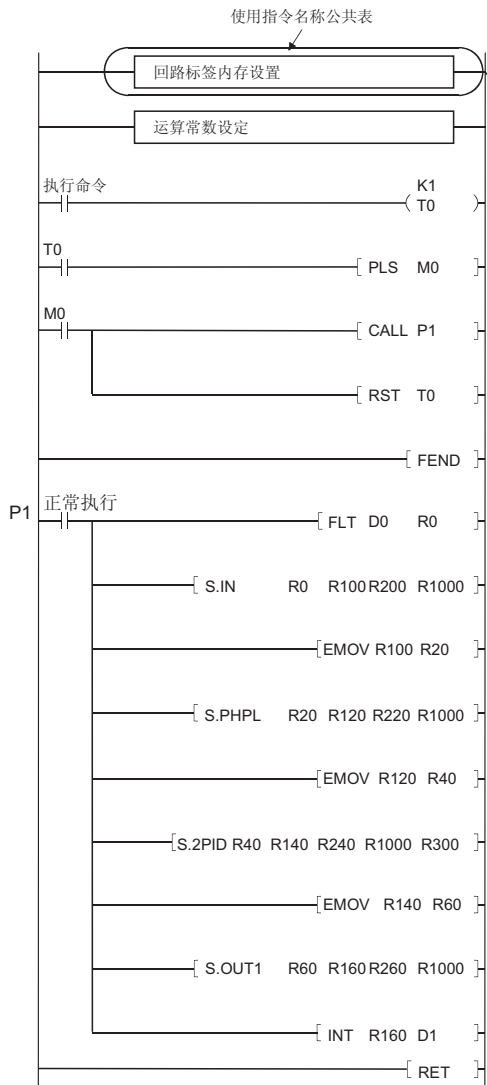 使用指令名称公共表
回路标签内存设置
运算常数设定
执行命令
K1
T0
T0
PLS M0
M0
CALL P1
RST T0
FEND
P1
正常执行
FLT D0 R0
S.IN R0 R100 R200 R1000
EMOV R100 R20
S.PHPL R20 R120 R220 R1000
EMOV R120 R40
S.2PID R40 R140 R240 R1000 R300
EMOV R140 R60
S.OUT1 R60 R160 R260 R1000
INT R160 D1
RET